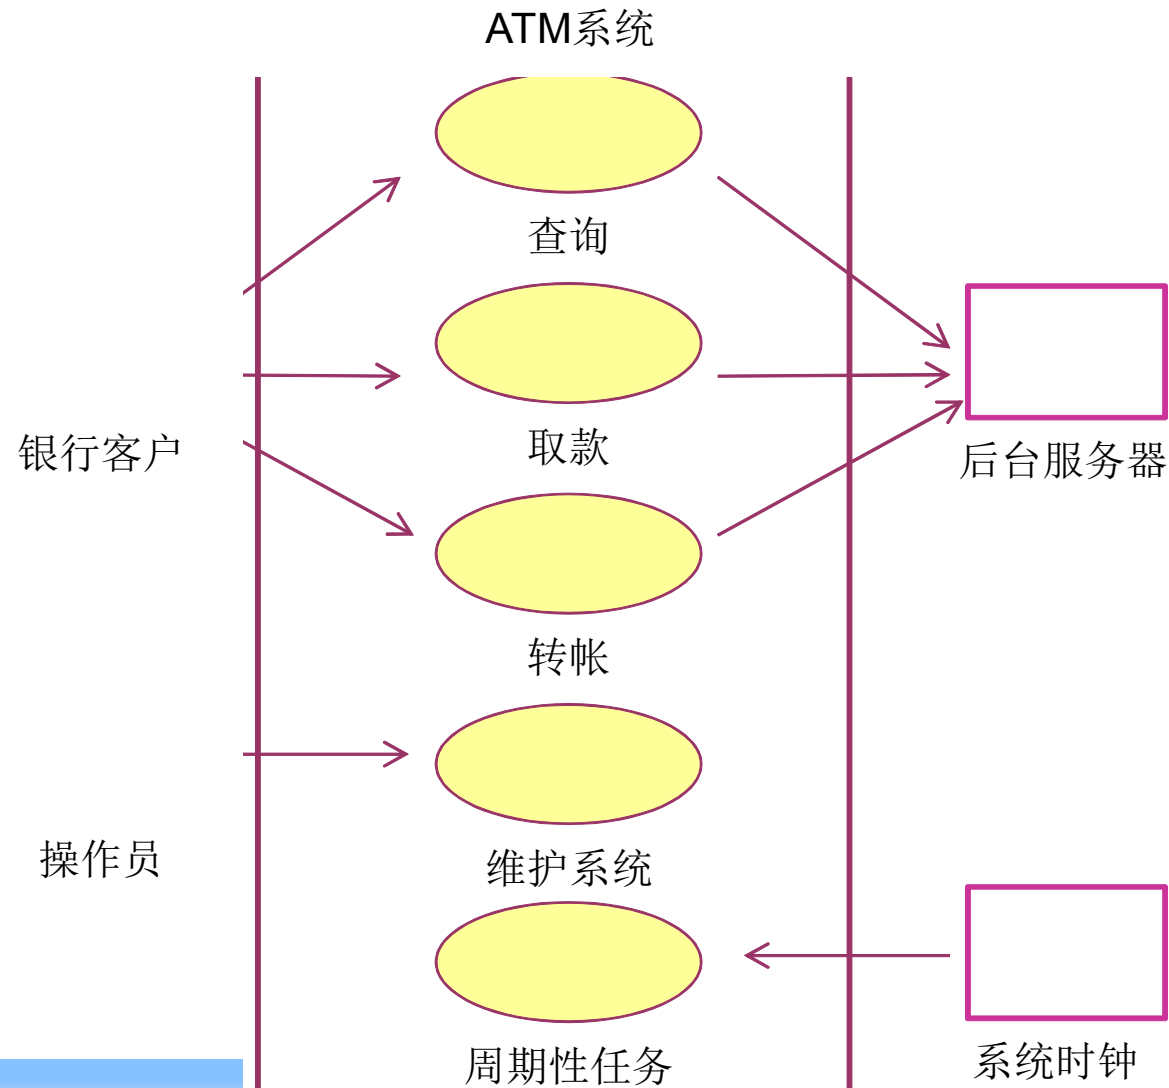 ATM系统
查询
取款
银行客户
后台服务器
转帐
操作员
维护系统
周期性任务
系统时钟